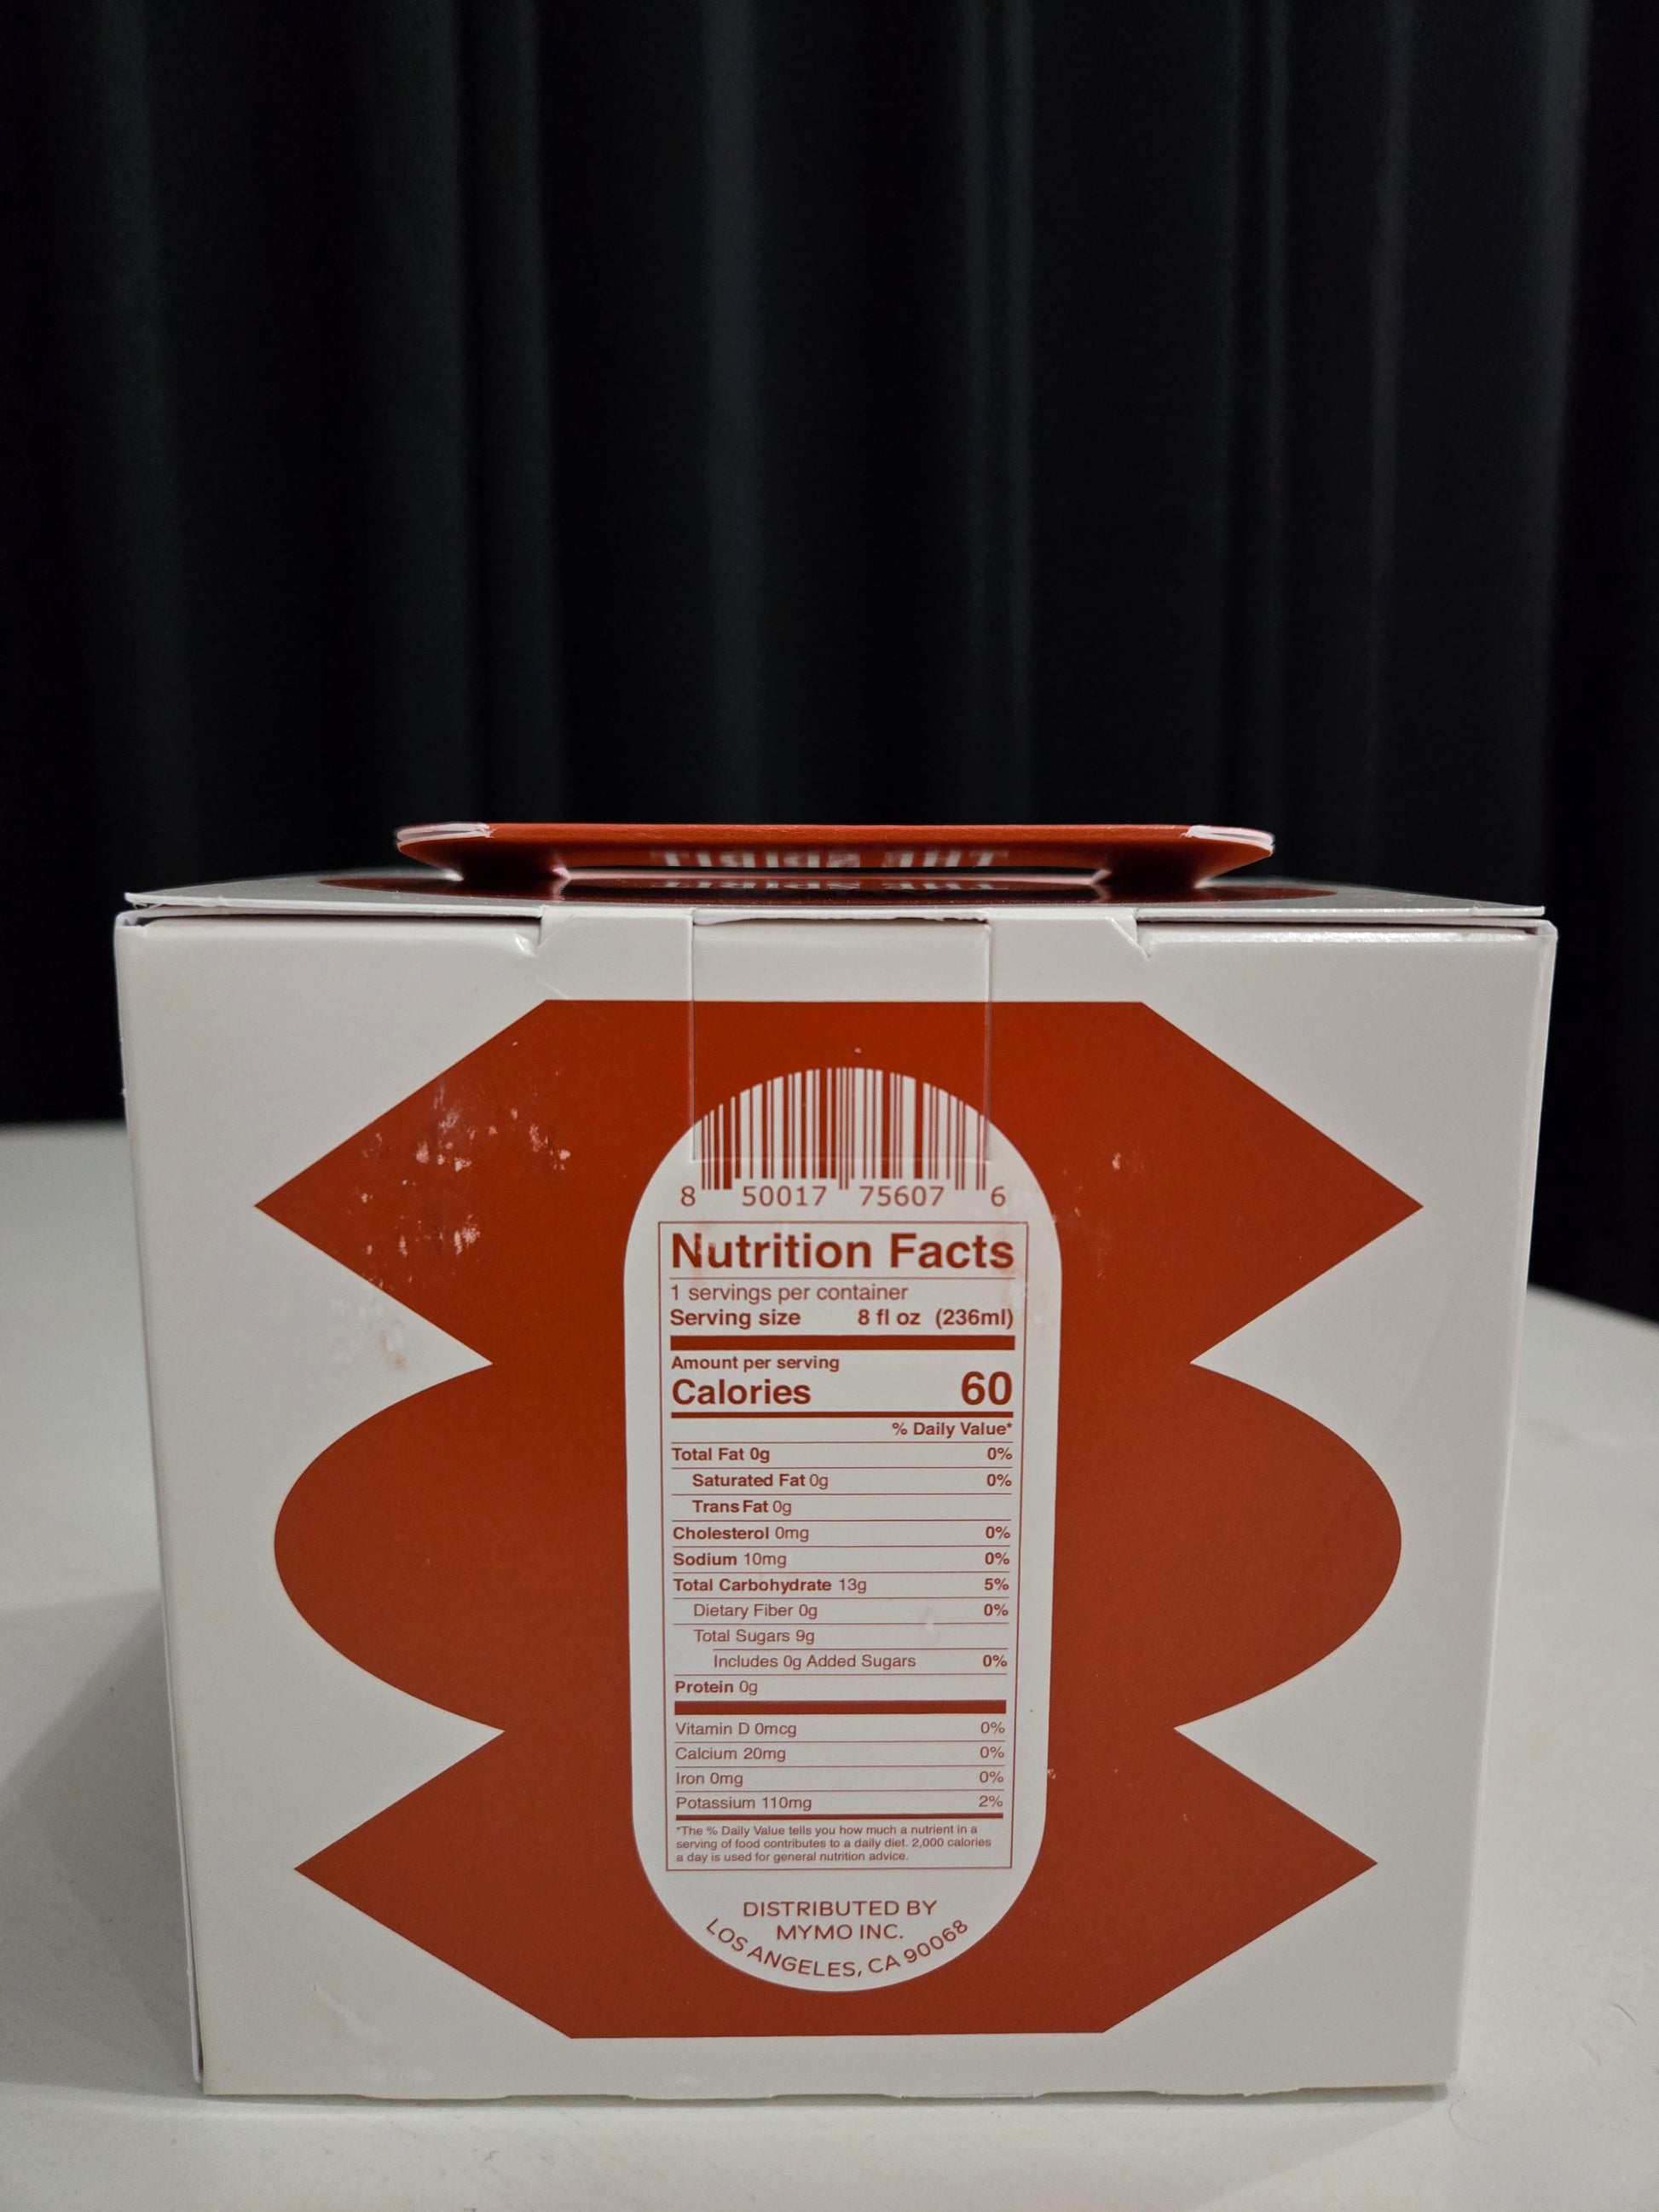 THE SPIRIT
8 50017 75607 6
Nutrition Facts
1 servings per container
Serving size 8 fl oz (236ml)
Amount per serving
Calories 60
% Daily Value*
Total Fat 0g 0%
Saturated Fat 0g 0%
Trans Fat 0g
Cholesterol 0mg 0%
Sodium 10mg 0%
Total Carbohydrate 13g 5%
Dietary Fiber 0g 0%
Total Sugars 9g
Includes 0g Added Sugars 0%
Protein 0g
Vitamin D 0mcg 0%
Calcium 20mg 0%
Iron 0mg 0%
Potassium 110mg 2%
*The % Daily Value tells you how much a nutrient in a
serving of food contributes to a daily diet. 2,000 calories
a day is used for general nutrition advice.
DISTRIBUTED BY
MYMO INC.
LOS ANGELES, CA 90068